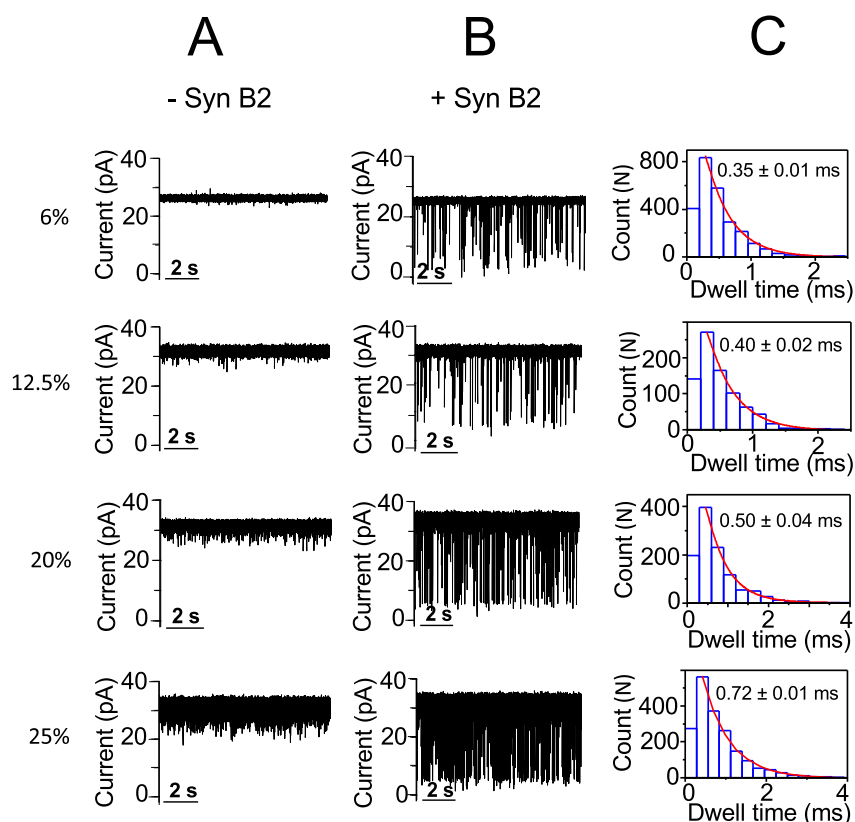 A B C
- Syn B2 + Syn B2
6%
Current (pA)
40
20
0
2 s
Current (pA)
40
20
0
2 s
Count (N)
800
400
0
0.35 ± 0.01 ms
0 1 2
Dwell time (ms)
12.5%
Current (pA)
40
20
0
2 s
Current (pA)
40
20
0
2 s
Count (N)
200
100
0
0.40 ± 0.02 ms
0 1 2
Dwell time (ms)
20%
Current (pA)
40
20
0
2 s
Current (pA)
40
20
0
2 s
Count (N)
400
200
0
0.50 ± 0.04 ms
0 2 4
Dwell time (ms)
25%
Current (pA)
40
20
0
2 s
Current (pA)
40
20
0
2 s
Count (N)
400
200
0
0.72 ± 0.01 ms
0 2 4
Dwell time (ms)